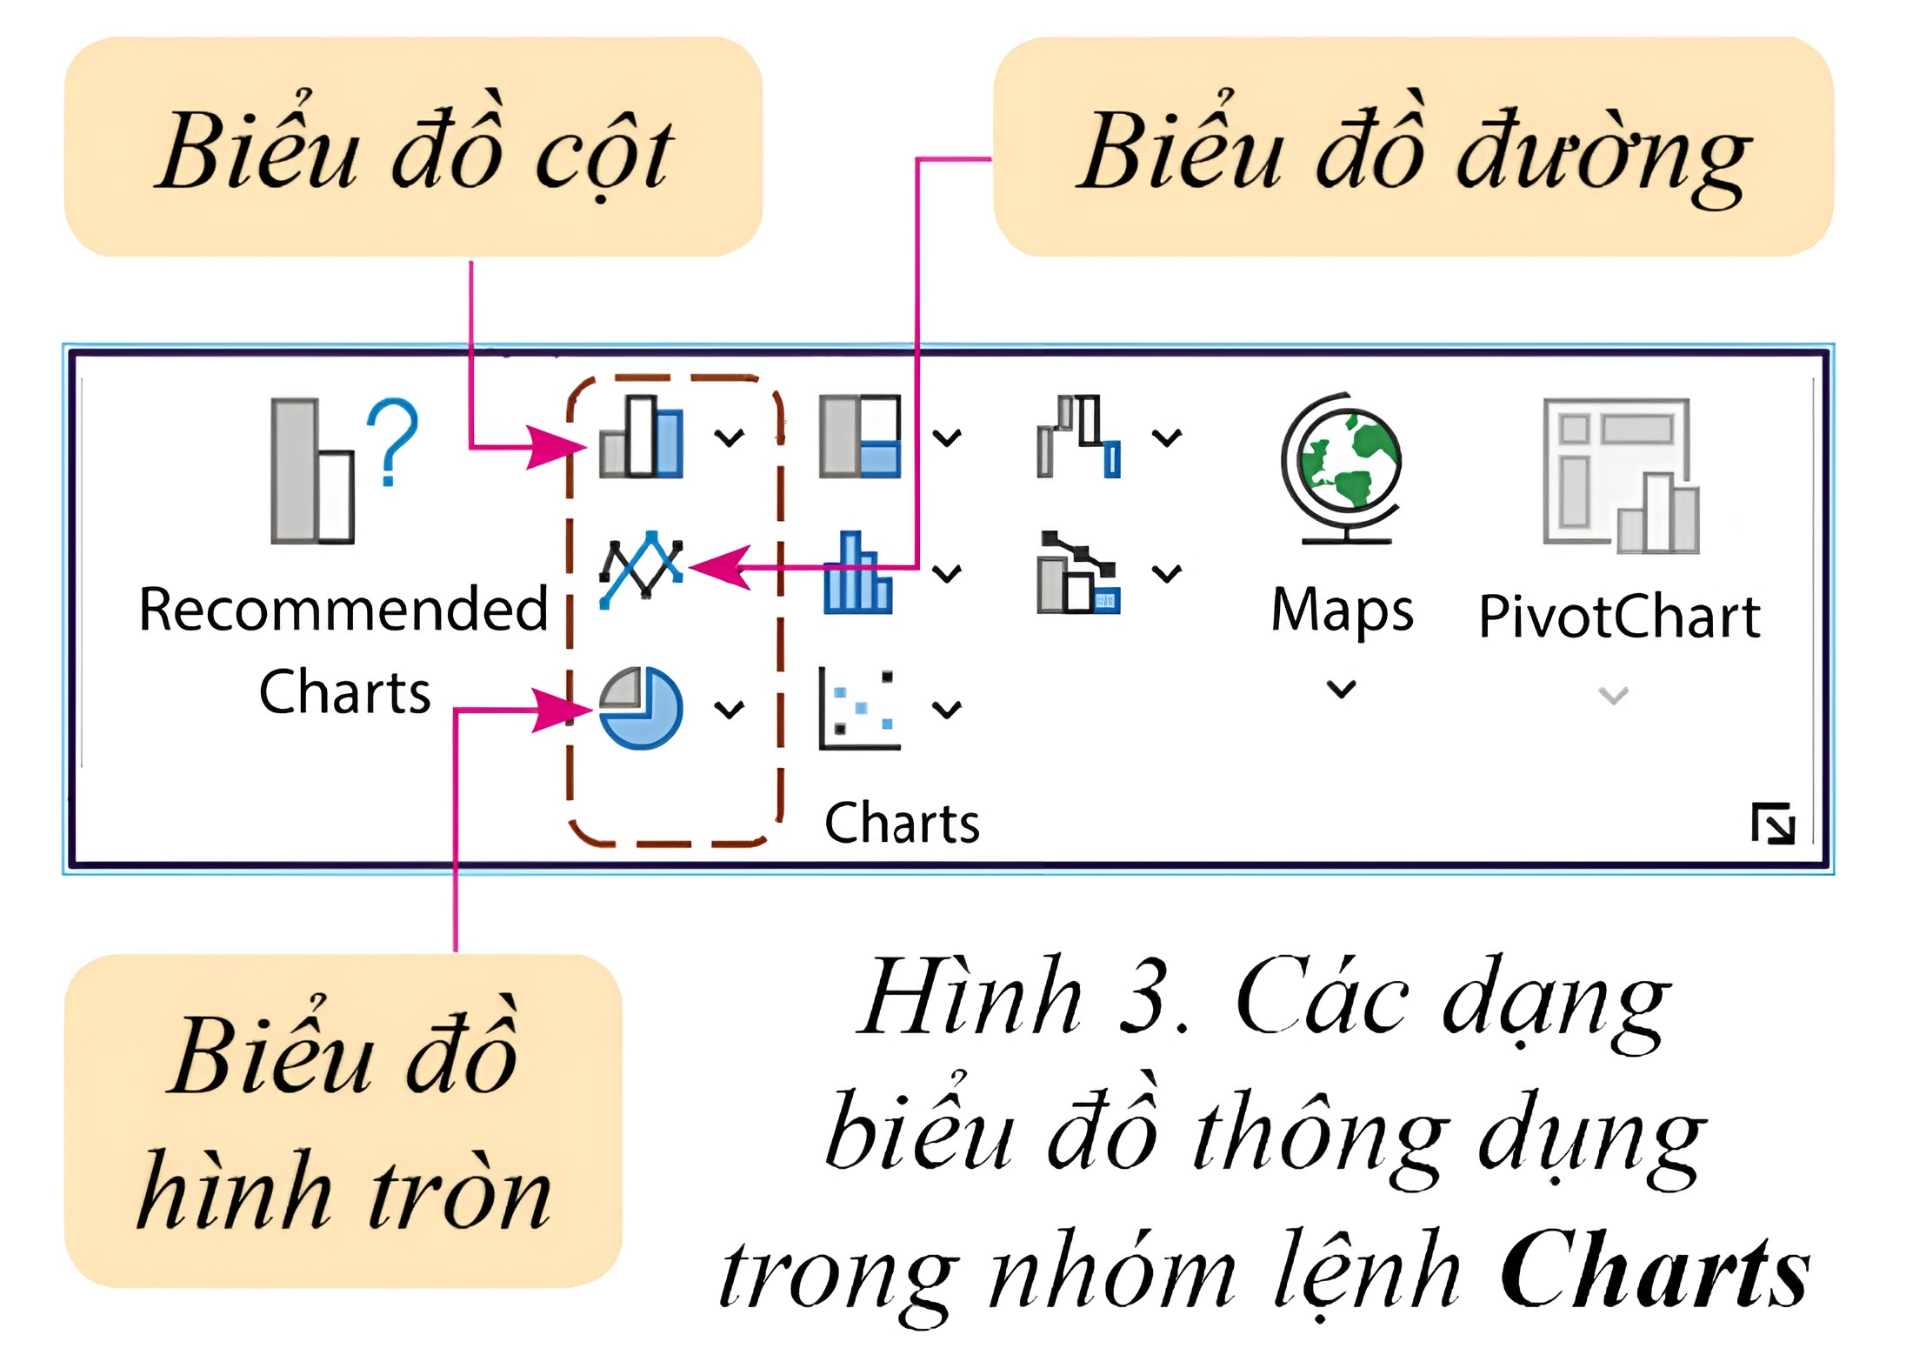 Biểu đồ cột
Biểu đồ đường
Recommended
Charts
Maps
PivotChart
Charts
Biểu đồ
hình tròn
Hình 3. Các dạng
biểu đồ thông dụng
trong nhóm lệnh Charts